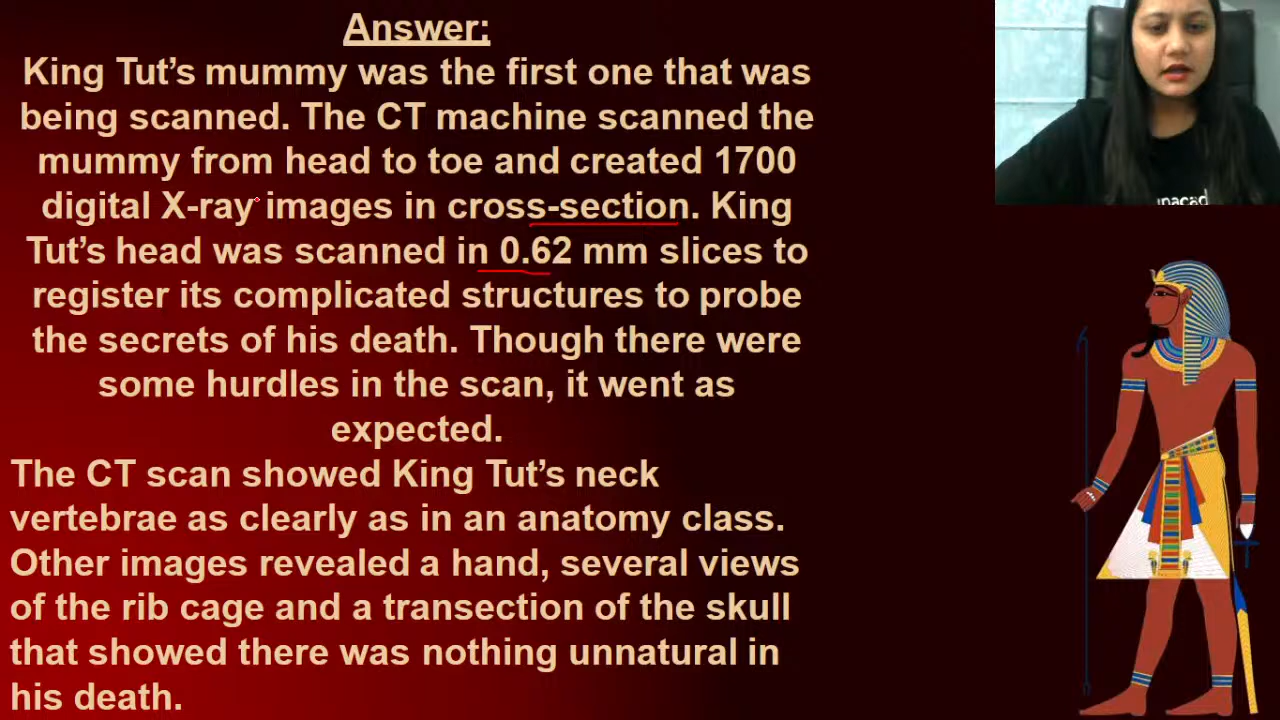 Answer:
King Tut's mummy was the first one that was
being scanned. The CT machine scanned the
mummy from head to toe and created 1700
digital X-ray images in cross-section. King
Tut's head was scanned in 0.62 mm slices to
register its complicated structures to probe
the secrets of his death. Though there were
some hurdles in the scan, it went as
expected.
The CT scan showed King Tut's neck
vertebrae as clearly as in an anatomy class.
Other images revealed a hand, several views
of the rib cage and a transection of the skull
that showed there was nothing unnatural in
his death.